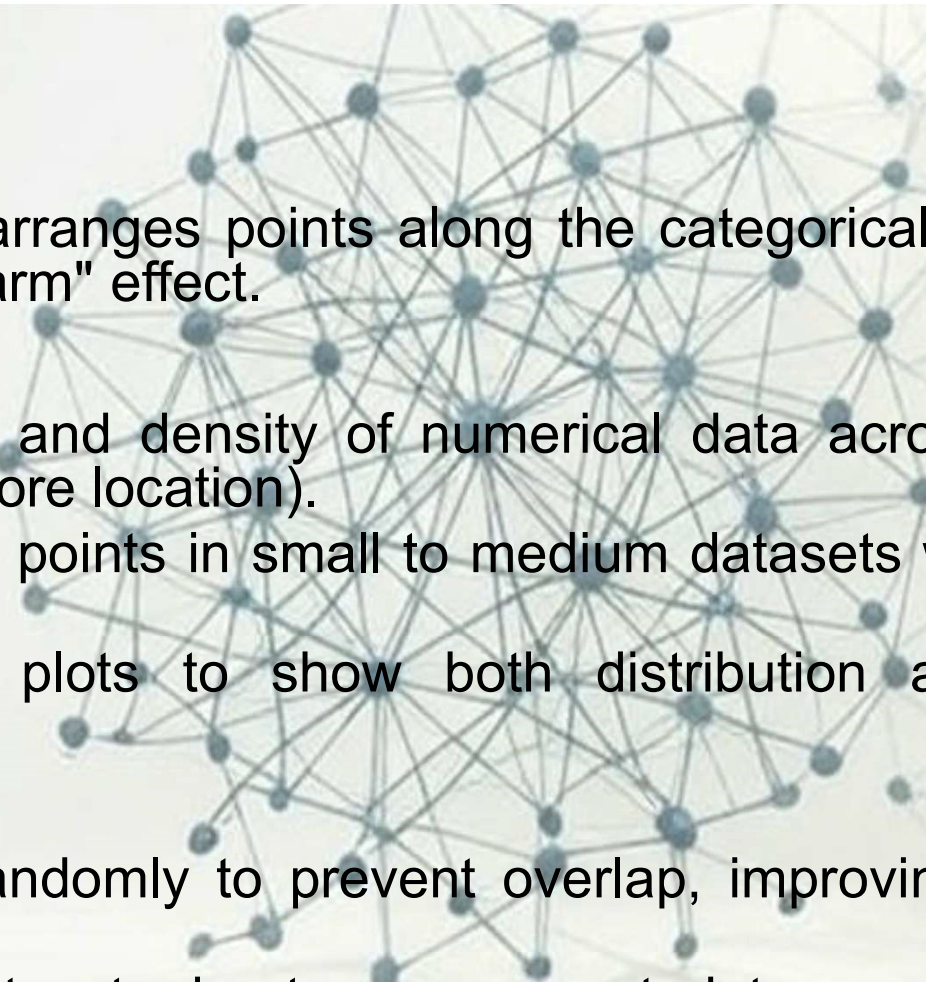 arranges points along the categorical
arm" effect.
and density of numerical data acro
ore location).
points in small to medium datasets
plots to show both distribution a
andomly to prevent overlap, improvin